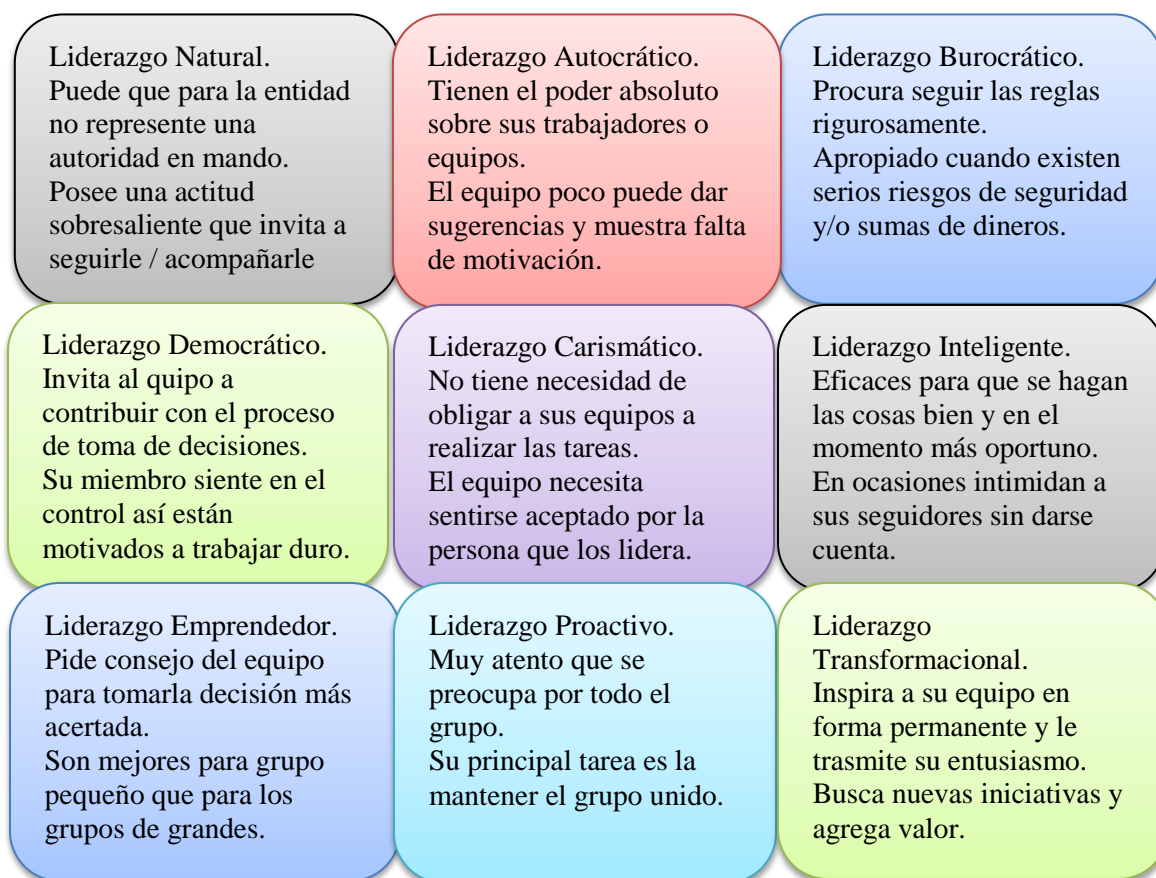 Liderazgo Natural.
Puede que para la entidad
no represente una
autoridad en mando.
Posee una actitud
sobresaliente que invita a
seguirle / acompañarle
Liderazgo Autocrático.
Tienen el poder absoluto
sobre sus trabajadores o
equipos.
El equipo poco puede dar
sugerencias y muestra falta
de motivación.
Liderazgo Burocrático.
Procura seguir las reglas
rigurosamente.
Apropiado cuando existen
serios riesgos de seguridad
y/o sumas de dineros.
Liderazgo Democrático.
Invita al quipo a
contribuir con el proceso
de toma de decisiones.
Su miembro siente en el
control así están
motivados a trabajar duro.
Liderazgo Carismático.
No tiene necesidad de
obligar a sus equipos a
realizar las tareas.
El equipo necesita
sentirse aceptado por la
persona que los lidera.
Liderazgo Inteligente.
Eficaces para que se hagan
las cosas bien y en el
momento más oportuno.
En ocasiones intimidan a
sus seguidores sin darse
cuenta.
Liderazgo Emprendedor.
Pide consejo del equipo
para tomarla decisión más
acertada.
Son mejores para grupo
pequeño que para los
grupos de grandes.
Liderazgo Proactivo.
Muy atento que se
preocupa por todo el
grupo.
Su principal tarea es la
mantener el grupo unido.
Liderazgo
Transformacional.
Inspira a su equipo en
forma permanente y le
trasmite su entusiasmo.
Busca nuevas iniciativas y
agrega valor.